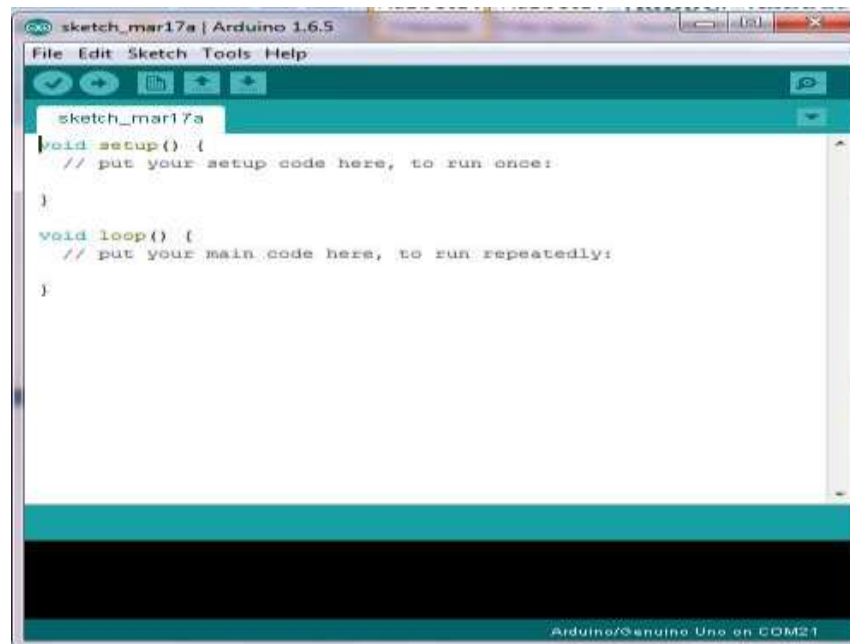 sketch_mar17a | Arduino 1.6.5
File Edit Sketch Tools Help
sketch_mar17a
void setup() {
// put your setup code here, to run once:
}
void loop() {
// put your main code here, to run repeatedly:
}
Arduino/Genuino Uno on COM21